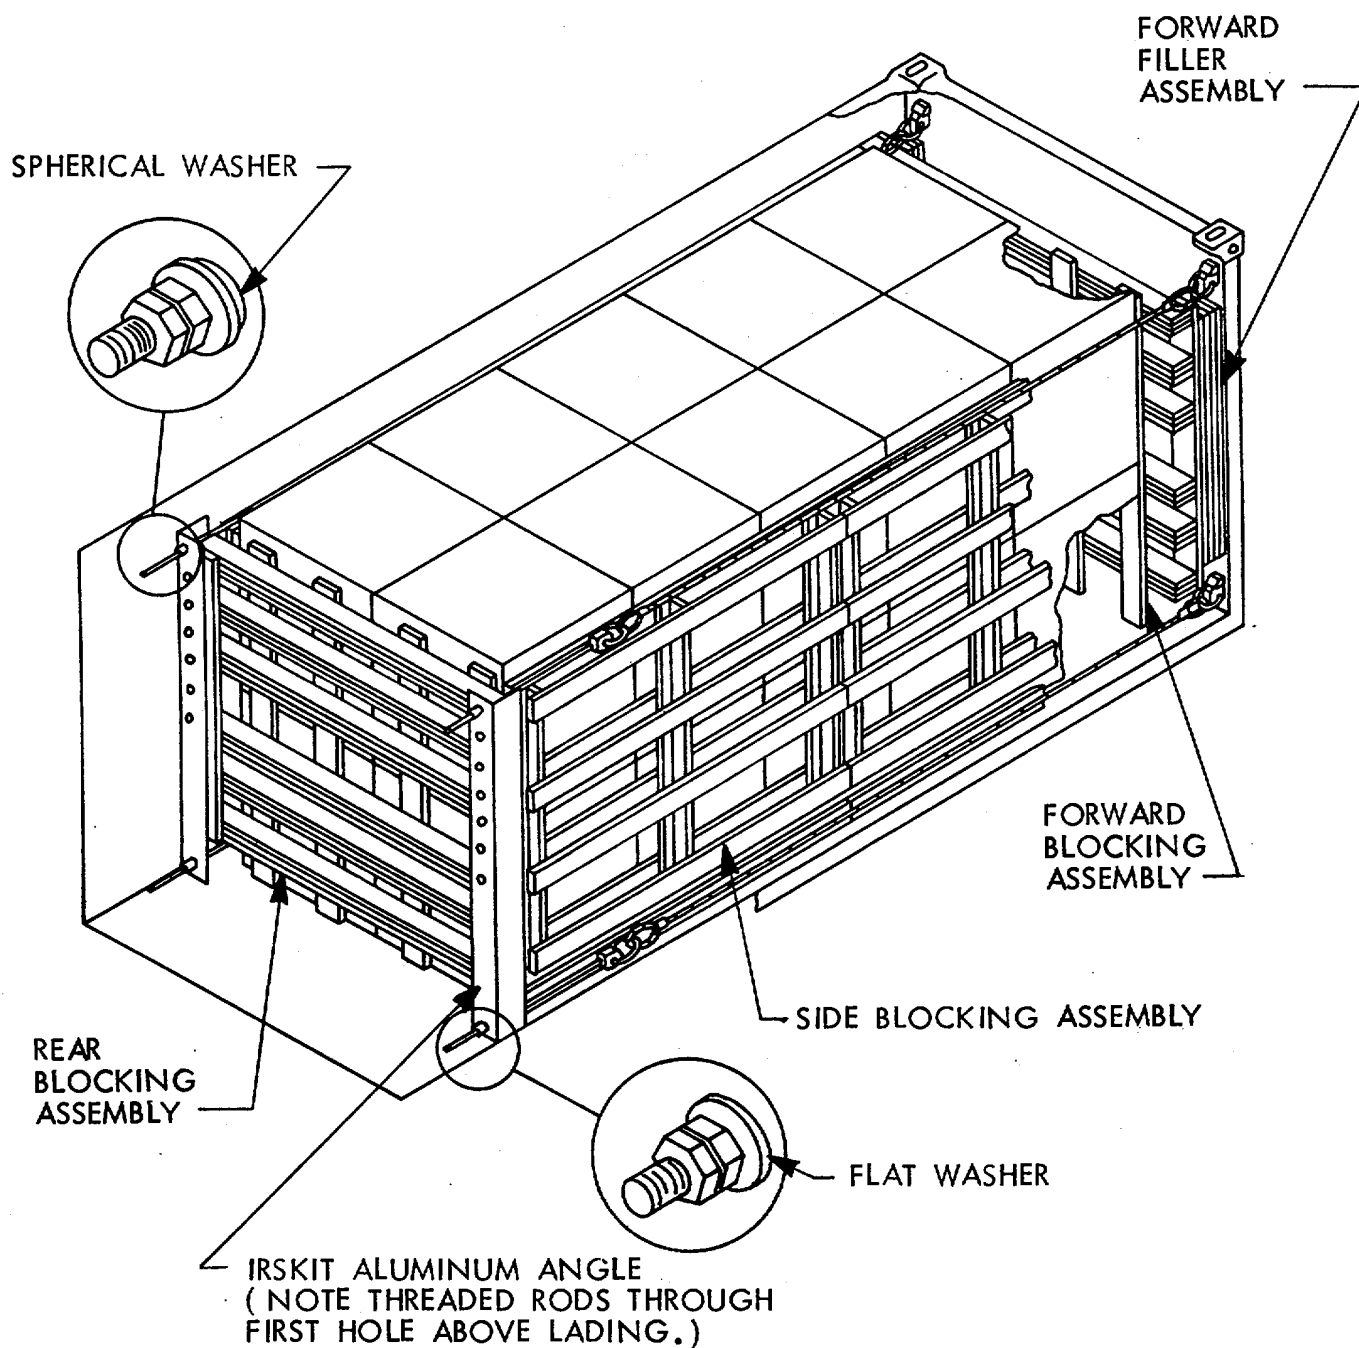 FORWARD
FILLER
ASSEMBLY
SPHERICAL WASHER
FORWARD
BLOCKING
ASSEMBLY
SIDE BLOCKING ASSEMBLY
REAR
BLOCKING
ASSEMBLY
FLAT WASHER
IRSKIT ALUMINUM ANGLE
(NOTE THREADED RODS THROUGH
FIRST HOLE ABOVE LADING.)